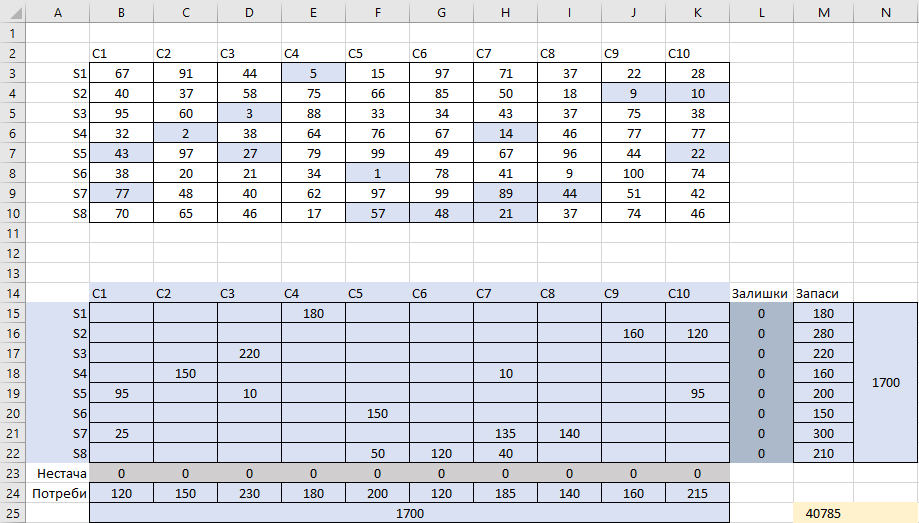 A B C D E F G H I J K L M N
1
2 C1 C2 C3 C4 C5 C6 C7 C8 C9 C10
3 S1 67 91 44 5 15 97 71 37 22 28
4 S2 40 37 58 75 66 85 50 18 9 10
5 S3 95 60 3 88 33 34 43 37 75 38
6 S4 32 2 38 64 76 67 14 46 77 77
7 S5 43 97 27 79 99 49 67 96 44 22
8 S6 38 20 21 34 1 78 41 9 100 74
9 S7 77 48 40 62 97 99 89 44 51 42
10 S8 70 65 46 17 57 48 21 37 74 46
11
12
13
14 C1 C2 C3 C4 C5 C6 C7 C8 C9 C10 Залишки Запаси
15 S1 180 0 180
16 S2 160 120 0 280
17 S3 220 0 220
18 S4 150 10 0 160
19 S5 95 10 95 0 200 1700
20 S6 150 0 150
21 S7 25 135 140 0 300
22 S8 50 120 40 0 210
23 Нестача 0 0 0 0 0 0 0 0 0 0
24 Потреби 120 150 230 180 200 120 185 140 160 215
25 1700 40785